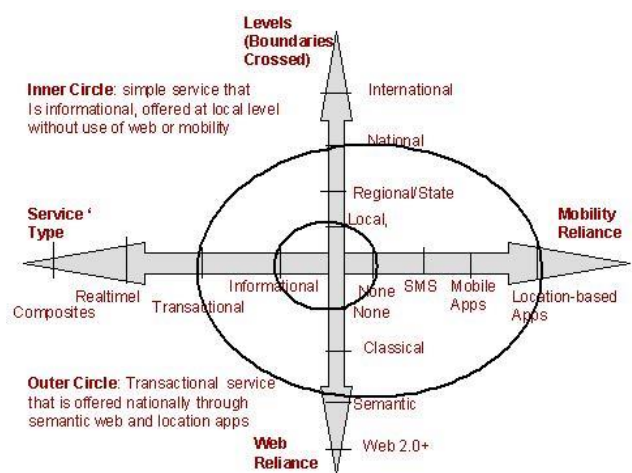 Levels
(Boundaries
Crossed)
Inner Circle: simple service that
Is informational, offered at local level
without use of web or mobility
International
National
Regional/State
Local,
Service ‘
Type
Mobility
Reliance
Informational
Transactional
Realtimel
Composites
None
SMS
Mobile
Apps
Location-based
Apps
None
Classical
Semantic
Web 2.0+
Outer Circle: Transactional service
that is offered nationally through
semantic web and location apps
Web
Reliance